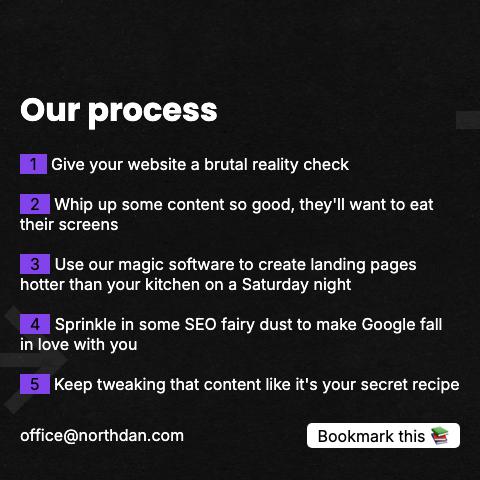 Our process
1 Give your website a brutal reality check
2 Whip up some content so good, they'll want to eat
their screens
3 Use our magic software to create landing pages
hotter than your kitchen on a Saturday night
4 Sprinkle in some SEO fairy dust to make Google fall
in love with you
5 Keep tweaking that content like it's your secret recipe
office@northdan.com
Bookmark this 📚